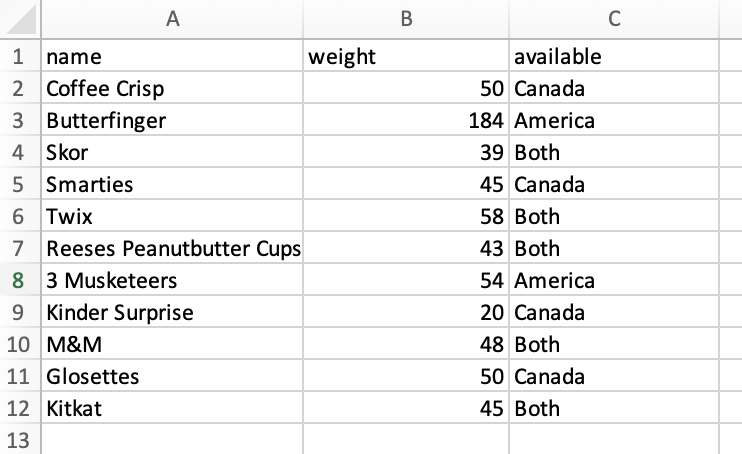 A B C
1 name weight available
2 Coffee Crisp 50 Canada
3 Butterfinger 184 America
4 Skor 39 Both
5 Smarties 45 Canada
6 Twix 58 Both
7 Reeses Peanutbutter Cups 43 Both
8 3 Musketeers 54 America
9 Kinder Surprise 20 Canada
10 M&M 48 Both
11 Glosettes 50 Canada
12 Kitkat 45 Both
13